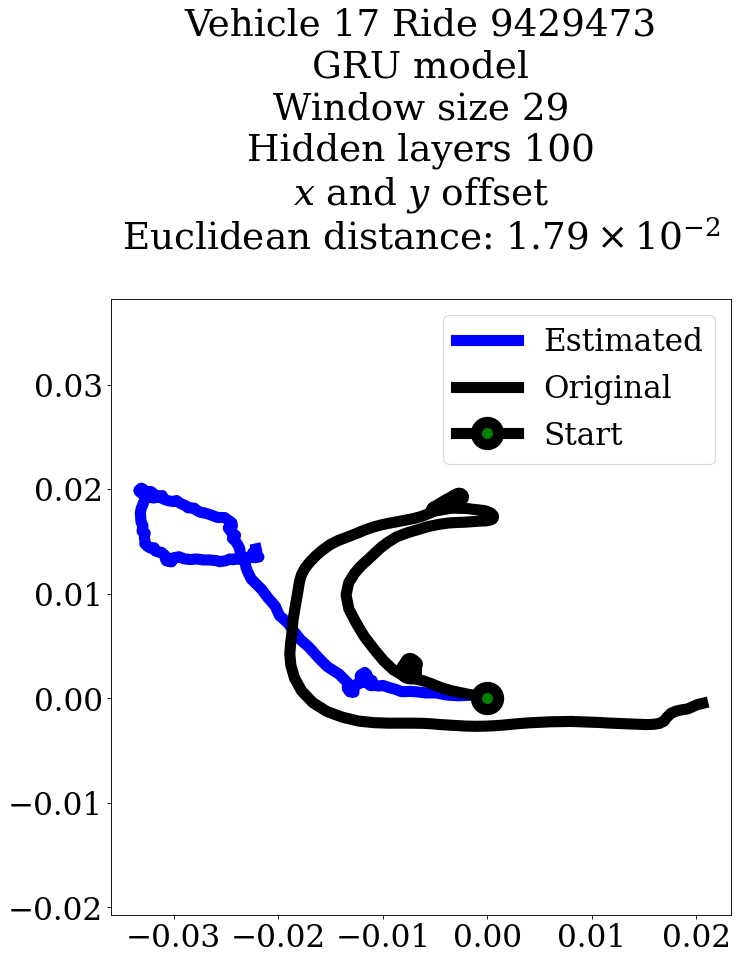 Vehicle 17 Ride 9429473
GRU model
Window size 29
Hidden layers 100
x and y offset
Euclidean distance: 1.79 × 10⁻²
Estimated
Original
Start
0.03
0.02
0.01
0.00
−0.01
−0.02
−0.03 −0.02 −0.01 0.00 0.01 0.02